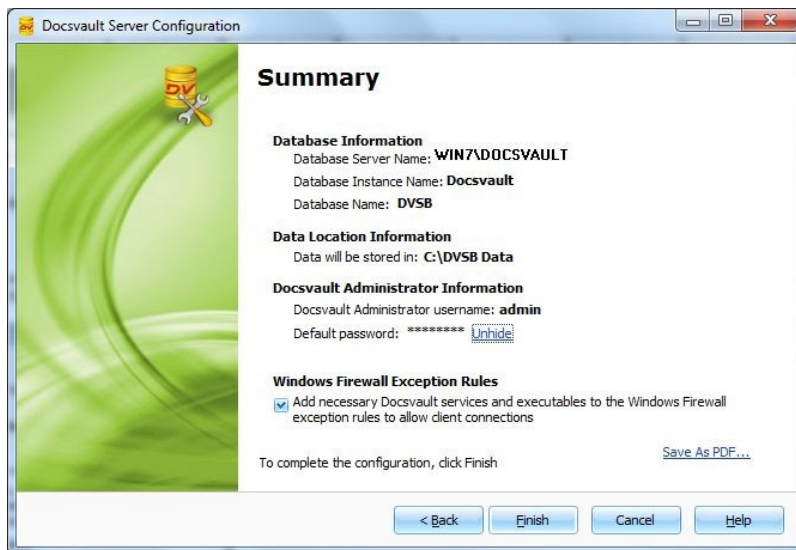 Docsvault Server Configuration
DV
Summary
Database Information
Database Server Name: WIN7\DOCSVAULT
Database Instance Name: Docsvault
Database Name: DVSB
Data Location Information
Data will be stored in: C:\DVSB Data
Docsvault Administrator Information
Docsvault Administrator username: admin
Default password: ******** Unhide
Windows Firewall Exception Rules
Add necessary Docsvault services and executables to the Windows Firewall
exception rules to allow client connections
Save As PDF...
To complete the configuration, click Finish
< Back Finish Cancel Help